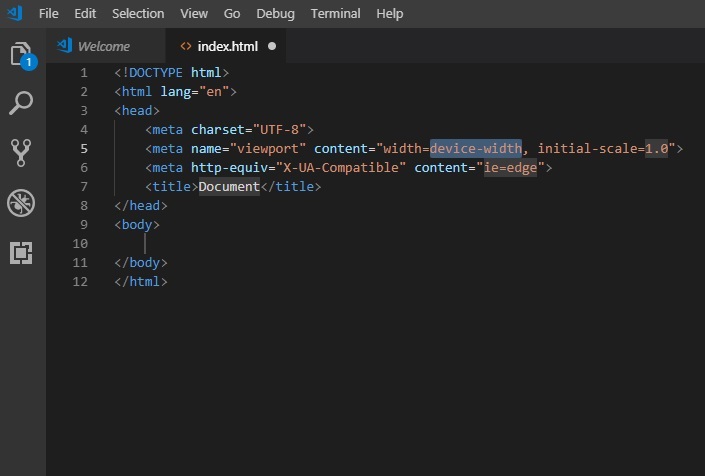 File Edit Selection View Go Debug Terminal Help
Welcome index.html
1
1 <!DOCTYPE html>
2 <html lang="en">
3 <head>
4 <meta charset="UTF-8">
5 <meta name="viewport" content="width=device-width, initial-scale=1.0">
6 <meta http-equiv="X-UA-Compatible" content="ie=edge">
7 <title>Document</title>
8 </head>
9 <body>
10
11 </body>
12 </html>